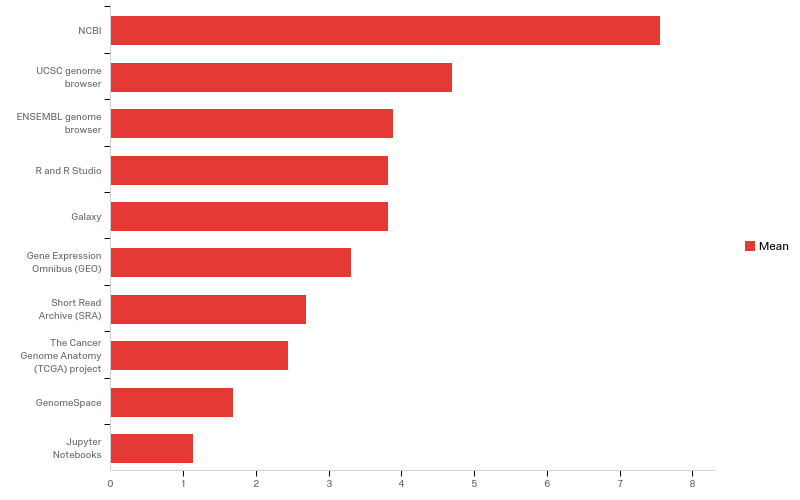 NCBI
UCSC genome
browser
ENSEMBL genome
browser
R and R Studio
Galaxy
Gene Expression
Omnibus (GEO)
Short Read
Archive (SRA)
The Cancer
Genome Anatomy
(TCGA) project
GenomeSpace
Jupyter
Notebooks
0 1 2 3 4 5 6 7 8
Mean